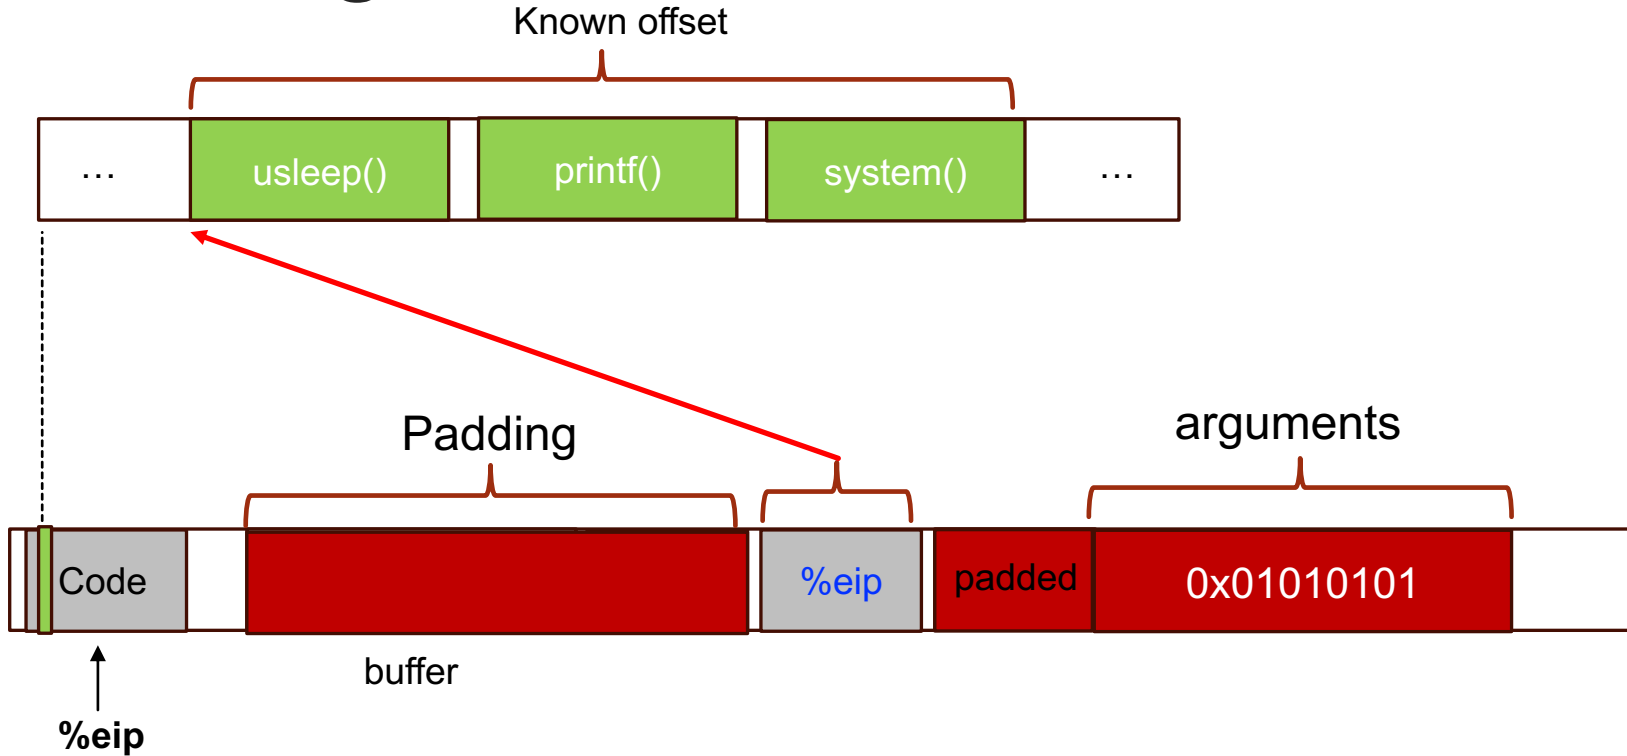 Known offset
...
usleep()
printf()
system()
...
Padding
arguments
Code
%eip
padded
0x01010101
buffer
%eip